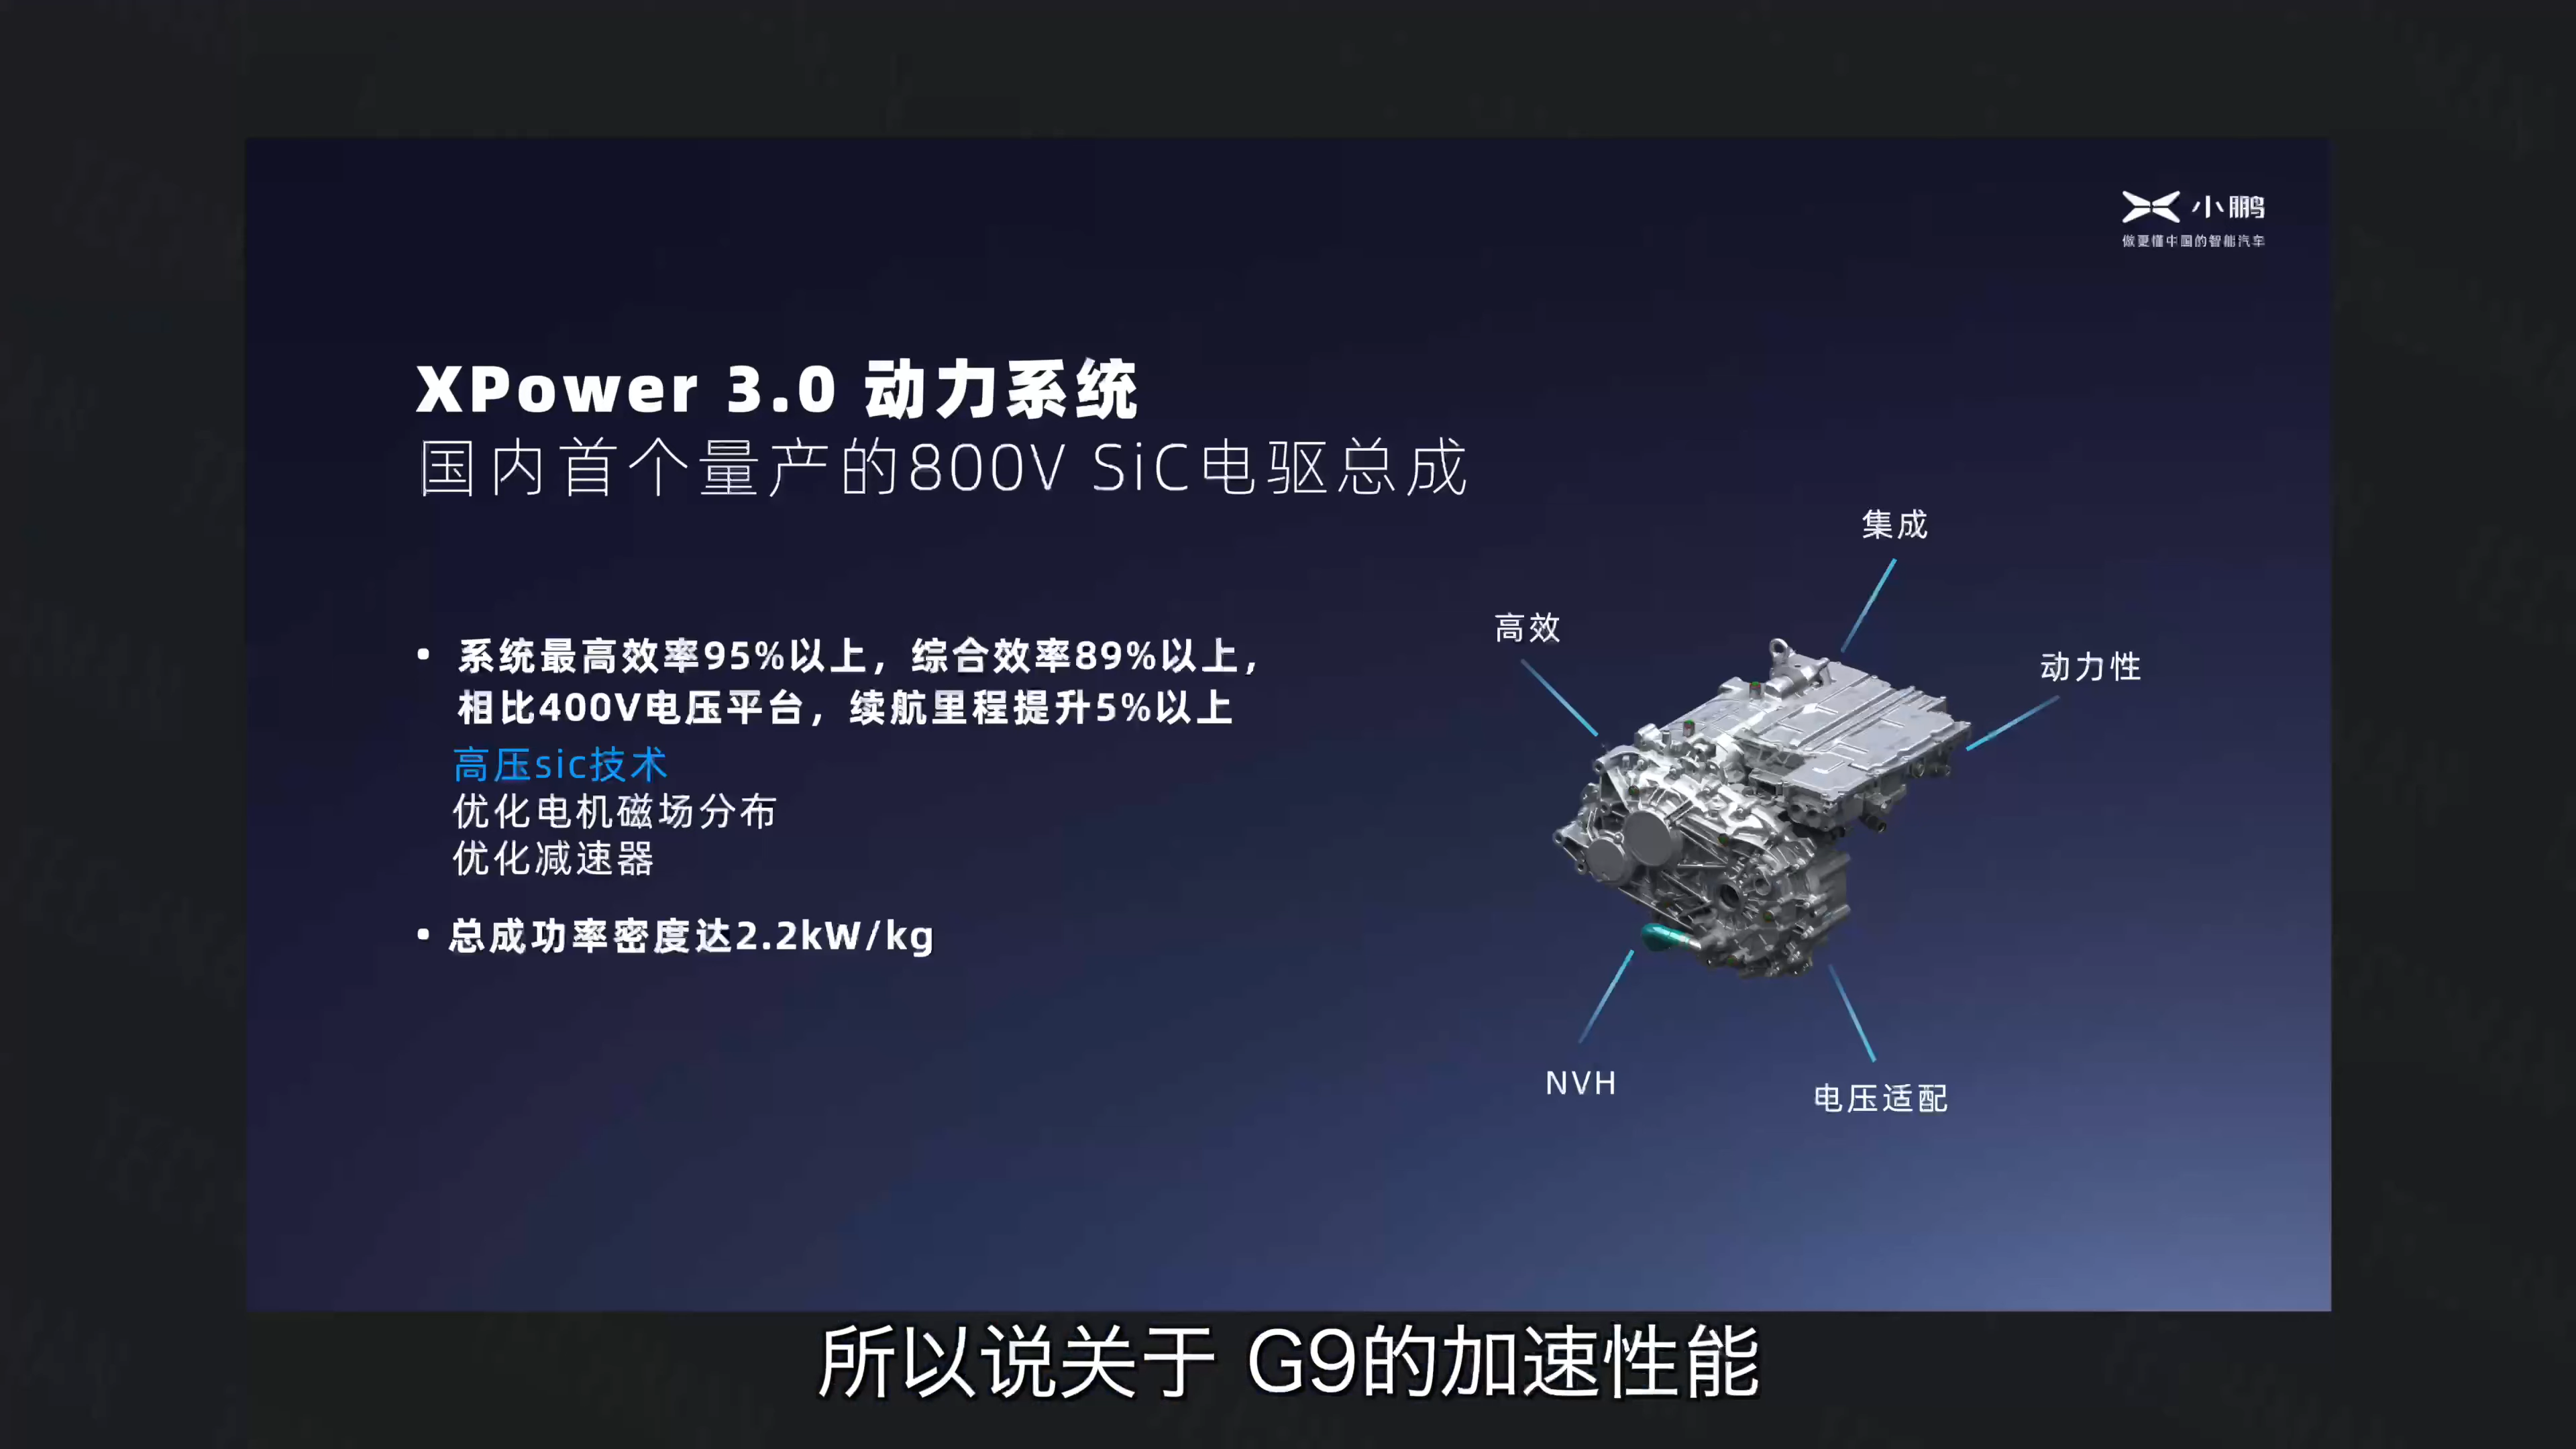 小鹏
做更懂中国的智能汽车
XPower 3.0 动力系统
国内首个量产的800V SiC电驱总成
集成
高效
动力性
• 系统最高效率95%以上，综合效率89%以上，
相比400V电压平台，续航里程提升5%以上
高压sic技术
优化电机磁场分布
优化减速器
• 总成功率密度达2.2kW/kg
NVH
电压适配
所以说关于 G9的加速性能